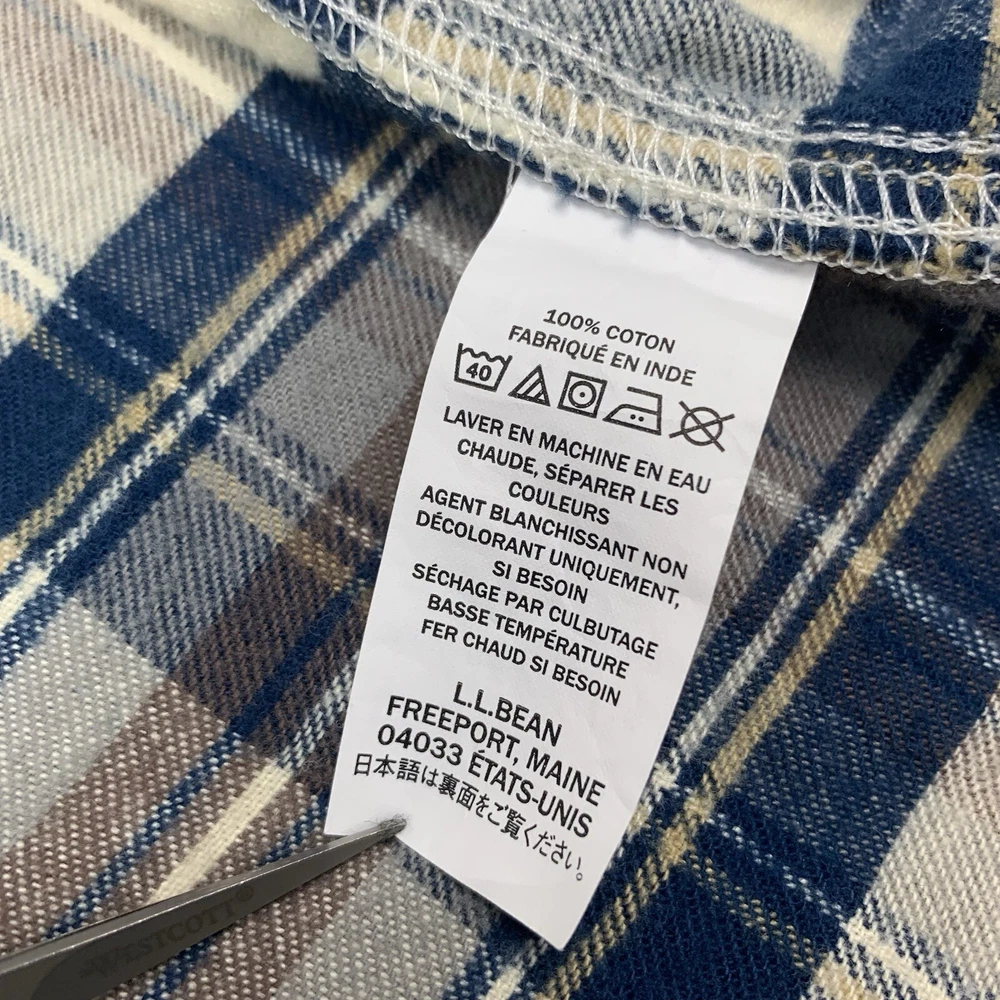 100% COTON
FABRIQUÉ EN INDE
40
LAVER EN MACHINE EN EAU
CHAUDE, SÉPARER LES
COULEURS
AGENT BLANCHISSANT NON
DÉCOLORANT UNIQUEMENT,
SI BESOIN
SÉCHAGE PAR CULBUTAGE
BASSE TEMPÉRATURE
FER CHAUD SI BESOIN
L.L.BEAN
FREEPORT, MAINE
04033 ÉTATS-UNIS
日本語は裏面をご覧ください。
WESTCOTT®